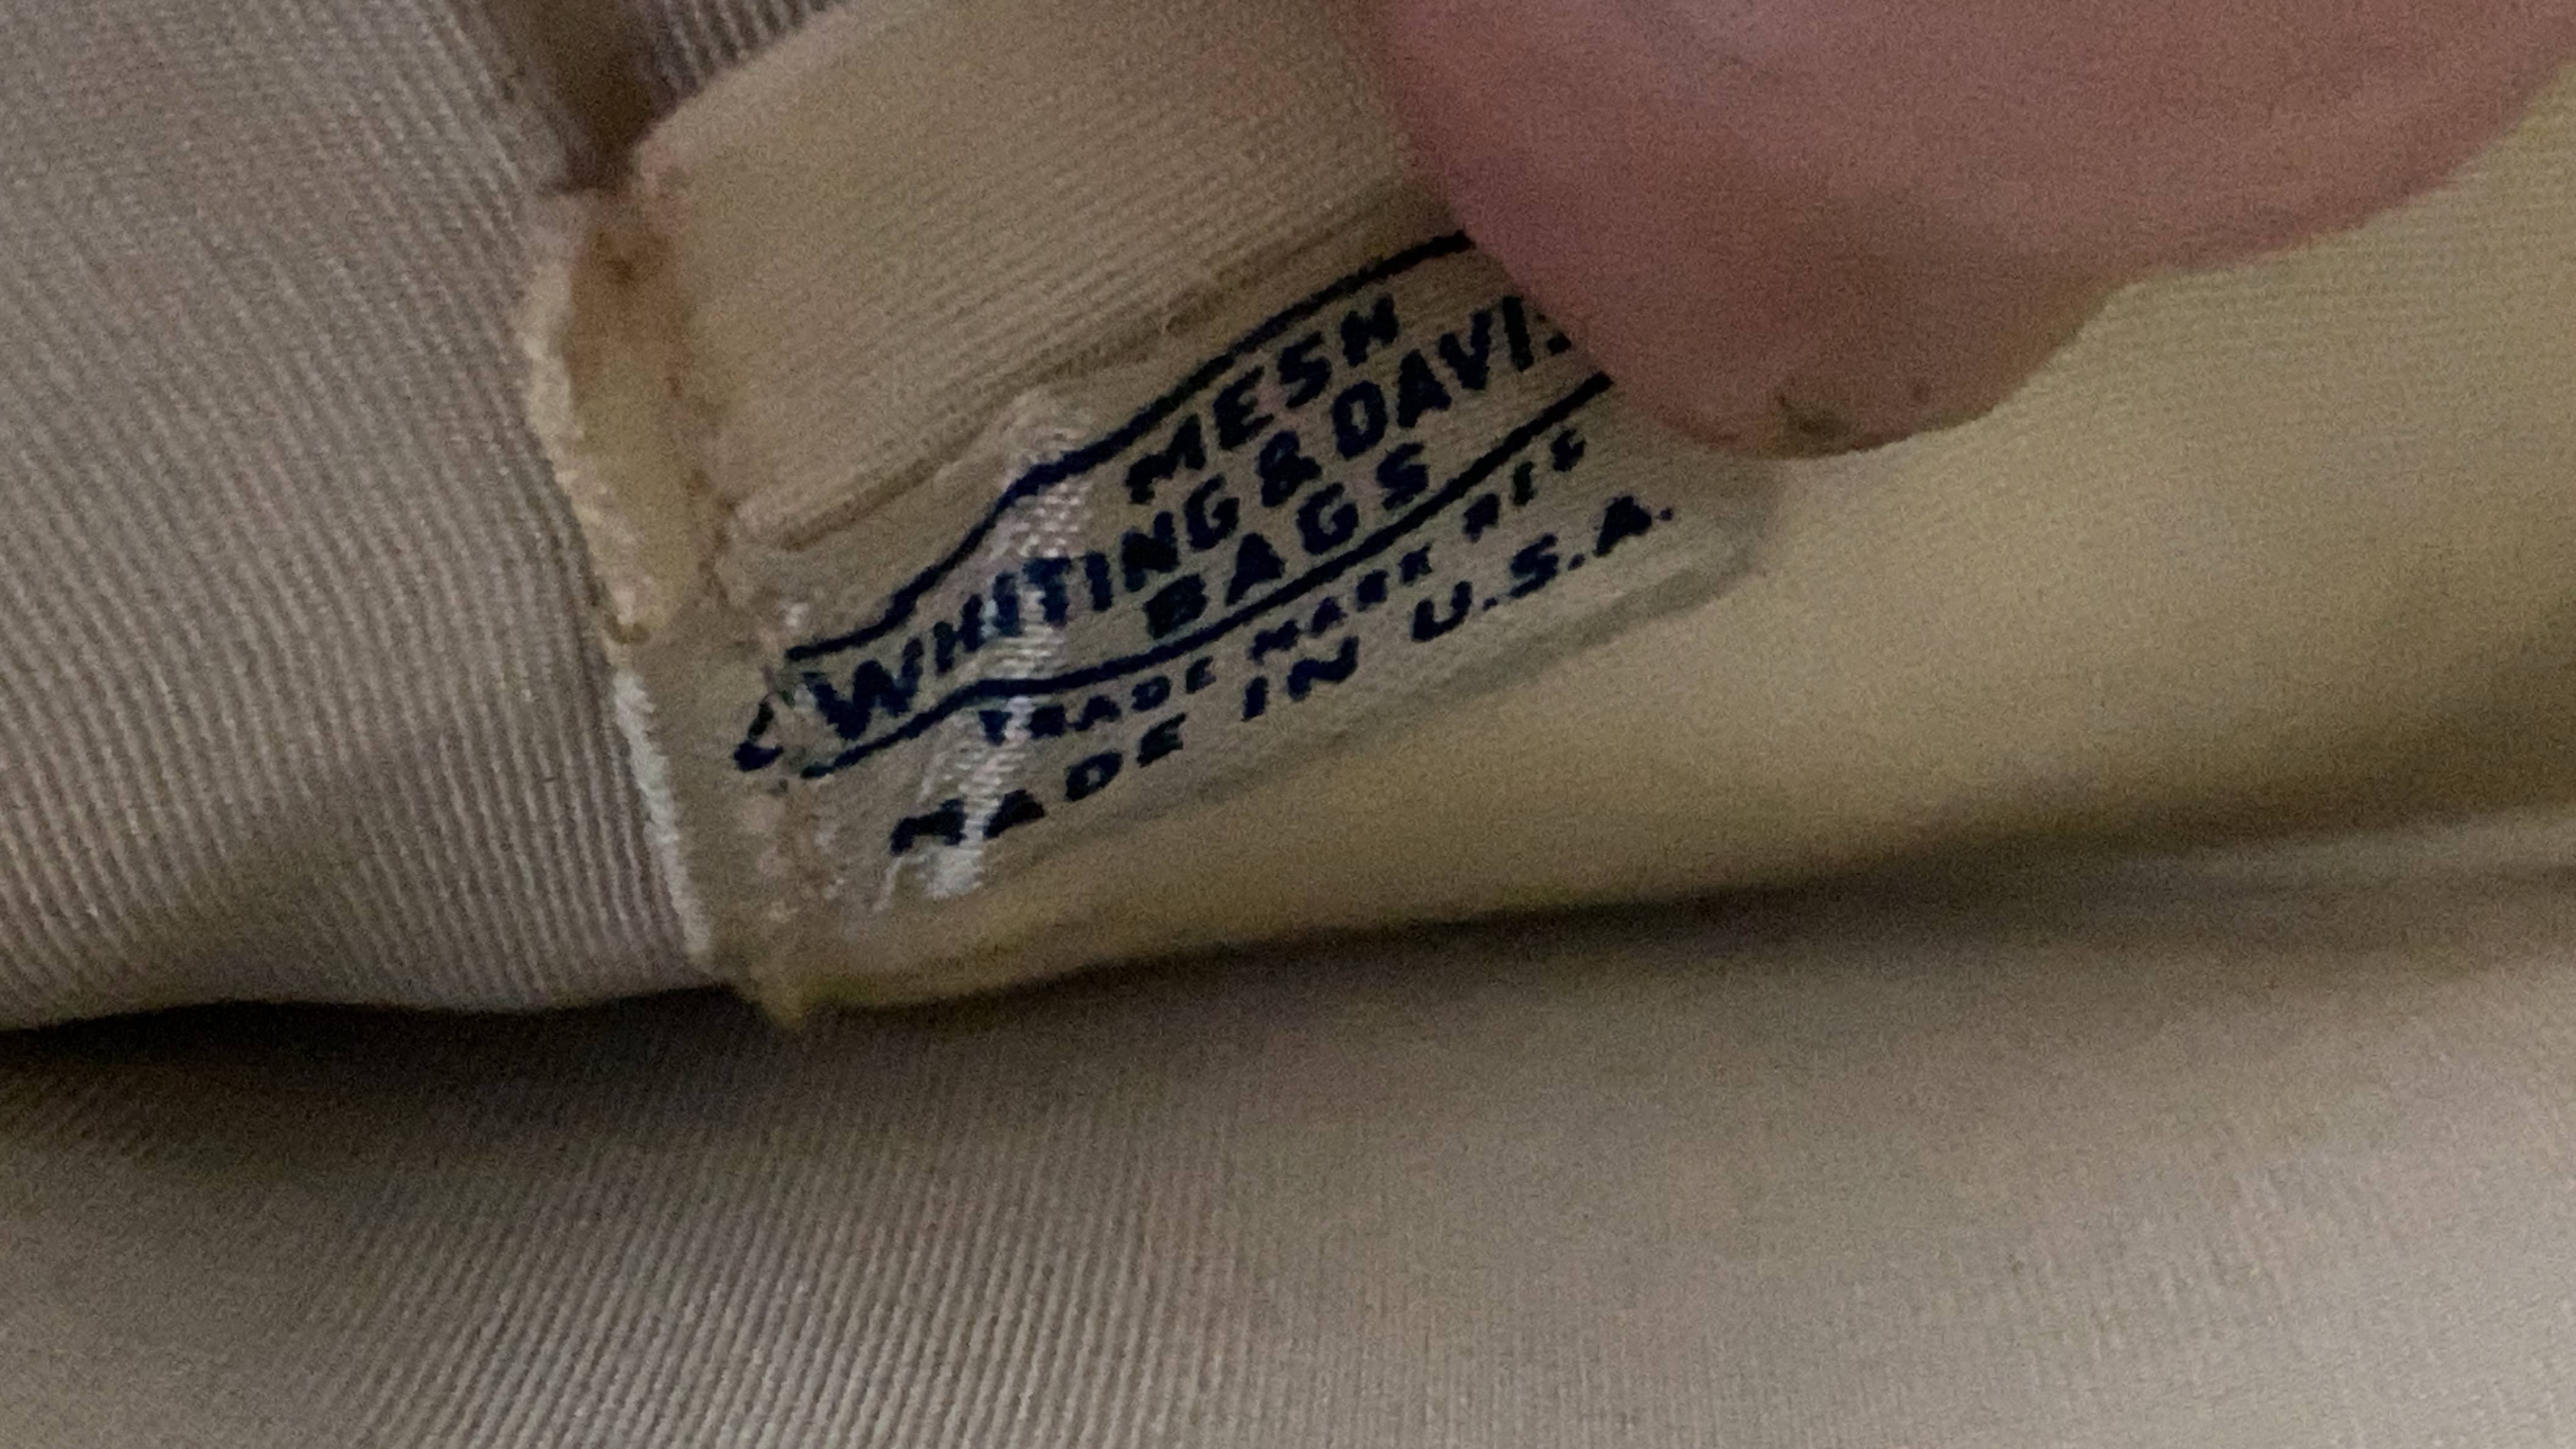 MESH
WHITING & DAVIS
BAGS
TRADE MARK REG
MADE IN U.S.A.